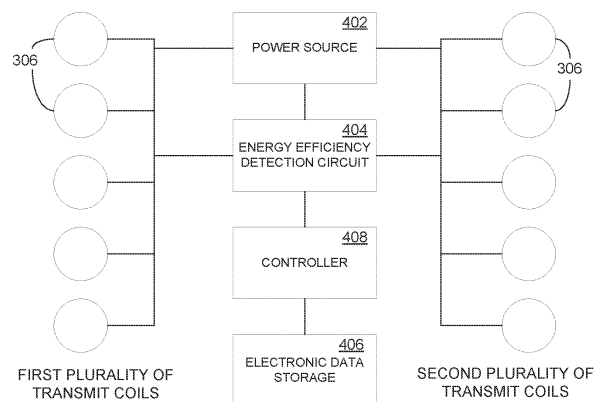 402
POWER SOURCE
306
306
404
ENERGY EFFICIENCY
DETECTION CIRCUIT
408
CONTROLLER
406
ELECTRONIC DATA
STORAGE
FIRST PLURALITY OF
TRANSMIT COILS
SECOND PLURALITY OF
TRANSMIT COILS